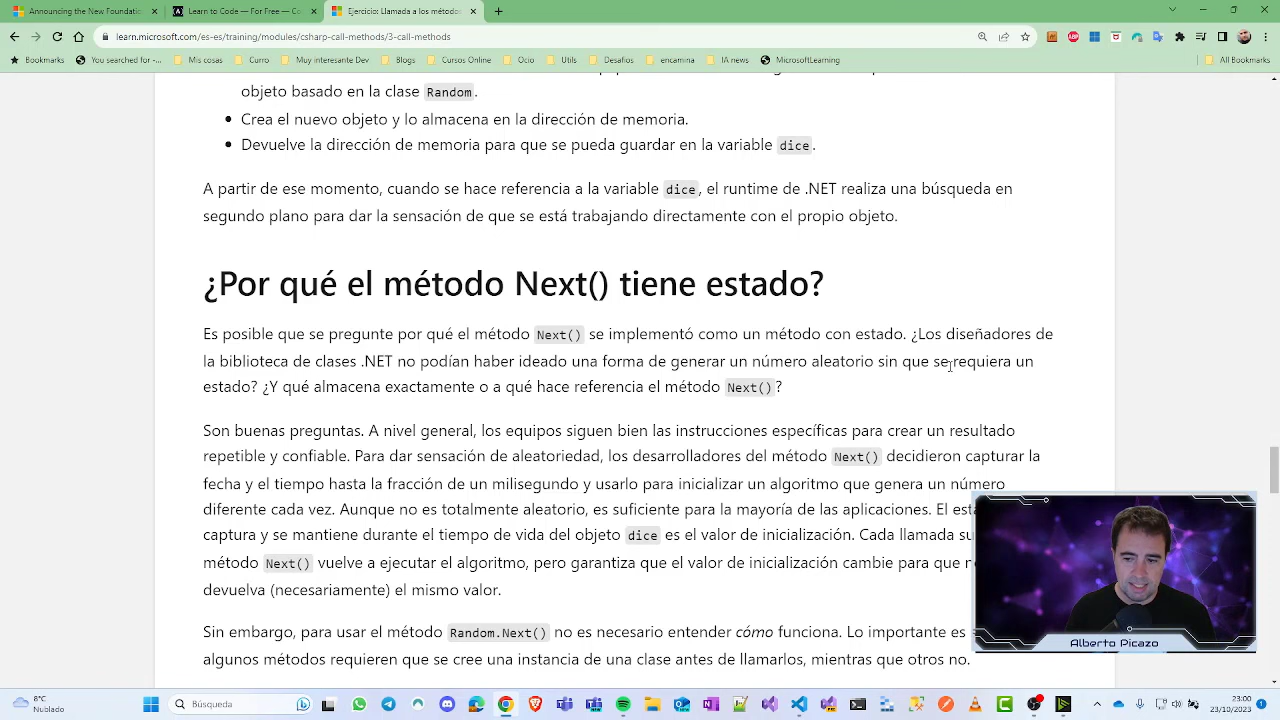 Announcing the New Foundatic
Learn to Code - For Free — Co
Ejercicio: Llamada a los métodos
learn.microsoft.com/es-es/training/modules/csharp-call-methods/3-call-methods
Bookmarks
You searched for -...
Mis cosas
Curro
Muy interesante Dev
Blogs
Cursos Online
Ocio
Utils
Desafios
encamina
IA news
MicrosoftLearning
All Bookmarks
objeto basado en la clase Random.
Crea el nuevo objeto y lo almacena en la dirección de memoria.
Devuelve la dirección de memoria para que se pueda guardar en la variable dice.
A partir de ese momento, cuando se hace referencia a la variable dice, el runtime de .NET realiza una búsqueda en
segundo plano para dar la sensación de que se está trabajando directamente con el propio objeto.
¿Por qué el método Next() tiene estado?
Es posible que se pregunte por qué el método Next() se implementó como un método con estado. ¿Los diseñadores de
la biblioteca de clases .NET no podían haber ideado una forma de generar un número aleatorio sin que se requiera un
estado? ¿Y qué almacena exactamente o a qué hace referencia el método Next()?
Son buenas preguntas. A nivel general, los equipos siguen bien las instrucciones específicas para crear un resultado
repetible y confiable. Para dar sensación de aleatoriedad, los desarrolladores del método Next() decidieron capturar la
fecha y el tiempo hasta la fracción de un milisegundo y usarlo para inicializar un algoritmo que genera un número
diferente cada vez. Aunque no es totalmente aleatorio, es suficiente para la mayoría de las aplicaciones. El
captura y se mantiene durante el tiempo de vida del objeto dice es el valor de inicialización. Cada llamada
método Next() vuelve a ejecutar el algoritmo, pero garantiza que el valor de inicialización cambie para que
devuelva (necesariamente) el mismo valor.
Sin embargo, para usar el método Random.Next() no es necesario entender cómo funciona. Lo importante es
algunos métodos requieren que se cree una instancia de una clase antes de llamarlos, mientras que otros no.
Alberto Picazo
8°C
Nublado
Búsqueda
23:00
23/10/2023